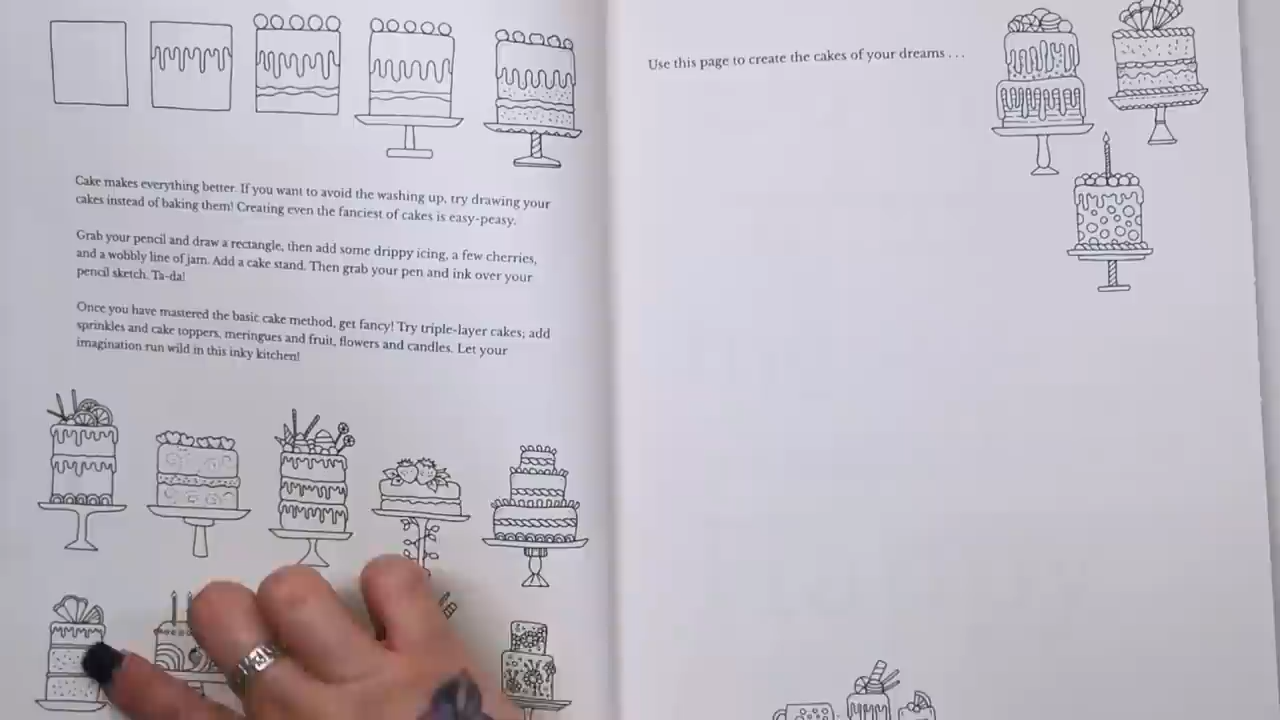 Cake makes everything better. If you want to avoid the washing up, try drawing your
cakes instead of baking them! Creating even the fanciest of cakes is easy-peasy.
Grab your pencil and draw a rectangle, then add some drippy icing, a few cherries,
and a wobbly line of jam. Add a cake stand. Then grab your pen and ink over your
pencil sketch. Ta-da!
Once you have mastered the basic cake method, get fancy! Try triple-layer cakes; add
sprinkles and cake toppers, meringues and fruit, flowers and candles. Let your
imagination run wild in this inky kitchen!
Use this page to create the cakes of your dreams . . .